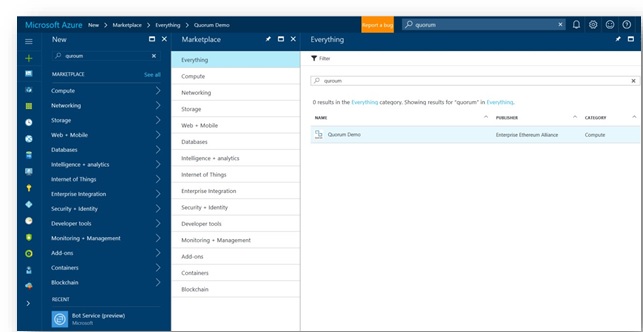 Microsoft Azure New > Marketplace > Everything > Quorum Demo
Report a bug
quorum
New
quorum
MARKETPLACE See all
Compute
Networking
Storage
Web + Mobile
Databases
Intelligence + analytics
Internet of Things
Enterprise Integration
Security + Identity
Developer tools
Monitoring + Management
Add-ons
Containers
Blockchain
RECENT
Bot Service (preview)
Microsoft
Marketplace
Everything
Compute
Networking
Storage
Web + Mobile
Databases
Intelligence + analytics
Internet of Things
Enterprise Integration
Security + Identity
Developer tools
Monitoring + Management
Add-ons
Containers
Blockchain
Everything
Filter
quorum
0 results in the Everything category. Showing results for "quorum" in Everything.
NAME PUBLISHER CATEGORY
Quorum Demo Enterprise Ethereum Alliance Compute